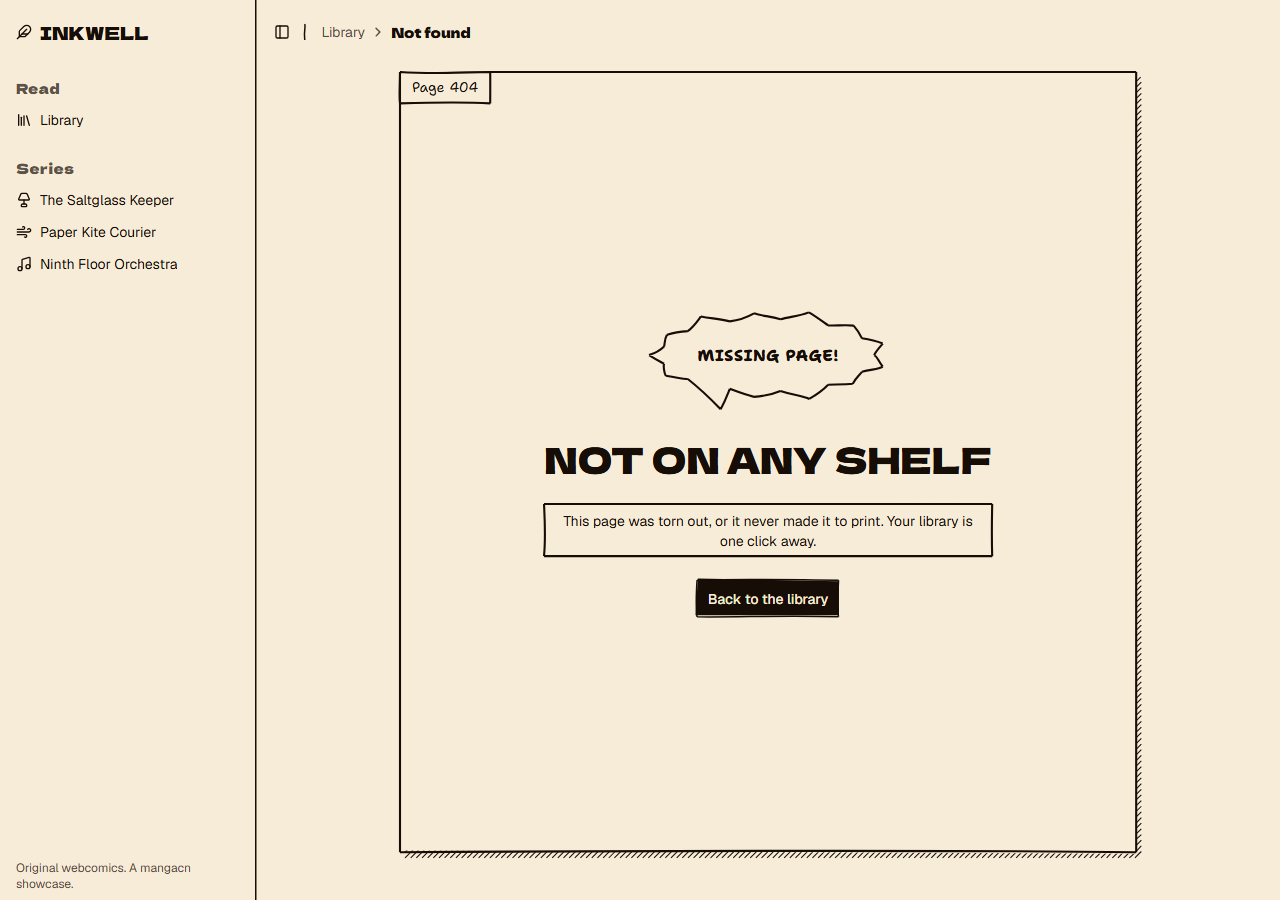 INKWELL
Read
Library
Series
The Saltglass Keeper
Paper Kite Courier
Ninth Floor Orchestra
Original webcomics. A mangacn
showcase.
Library
Not found
Page 404
MISSING PAGE!
NOT ON ANY SHELF
This page was torn out, or it never made it to print. Your library is
one click away.
Back to the library